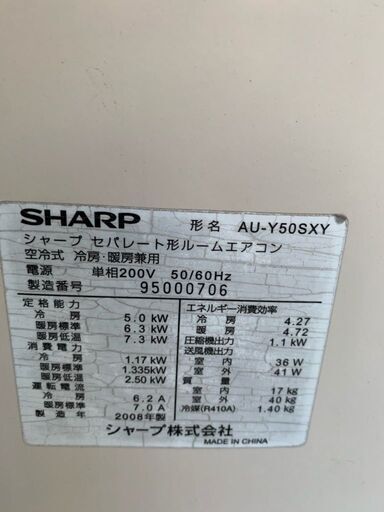 SHARP 形名 AU-Y50SXY
シャープ セパレート形ルームエアコン
空冷式 冷房・暖房兼用
電源 単相200V 50/60Hz
製造番号 95000706
定格能力
冷房 5.0 kW
暖房標準 6.3 kW
暖房低温 7.3 kW
消費電力
冷房 1.17 kW
暖房標準 1.335kW
暖房低温 2.50 kW
運転電流
冷房 6.2 A
暖房標準 7.0 A
製造年 2008年製
エネルギー消費効率
冷房 4.27
暖房 4.72
圧縮機出力 1.1 kW
送風機出力
室内 36 W
室外 41 W
質量
室内 17 kg
室外 40 kg
冷媒(R410A) 1.40 kg
シャープ株式会社
MADE IN CHINA